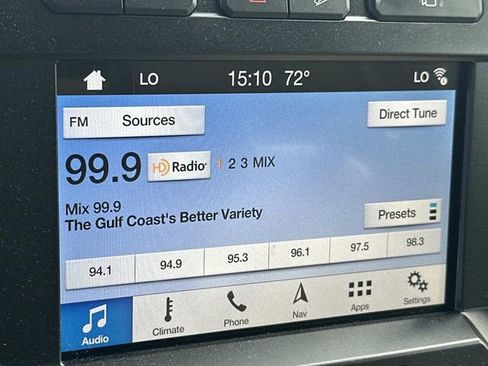 LO 15:10 72° LO
FM Sources Direct Tune
99.9 HD Radio 1 2 3 MIX
Mix 99.9
The Gulf Coast's Better Variety
Presets
94.1 94.9 95.3 96.1 97.5 98.3
Audio Climate Phone Nav Apps Settings